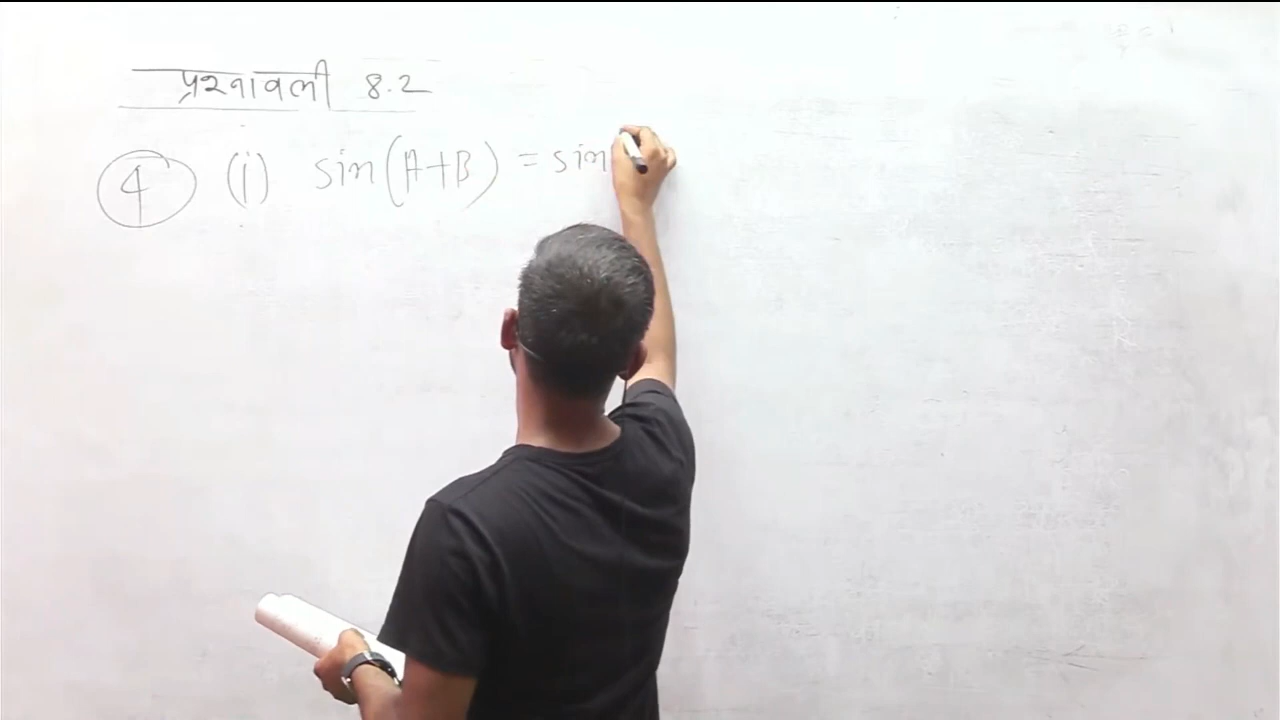 प्रश्नावली 8.2
4 (i) sin(A+B) = sin